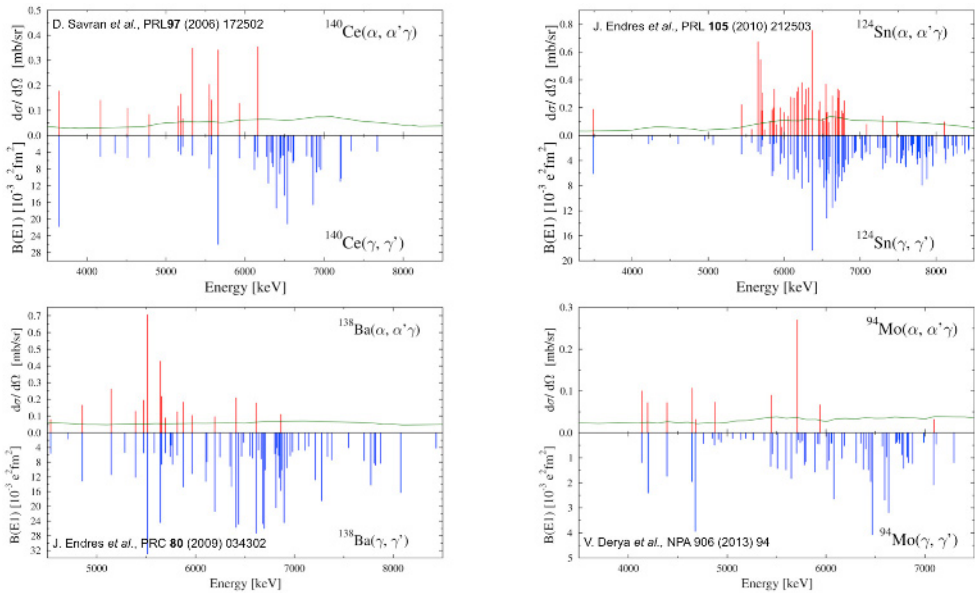 D. Savran et al., PRL97 (2006) 172502
140Ce(α, α'γ)
dσ/ dΩ [mb/sr]
0.5
0.4
0.3
0.2
0.1
0.0
B(E1) [10⁻³ e²fm²]
4
8
12
16
20
24
28
140Ce(γ, γ')
4000 5000 6000 7000 8000
Energy [keV]
J. Endres et al., PRL 105 (2010) 212503
124Sn(α, α'γ)
dσ/ dΩ [mb/sr]
0.8
0.6
0.4
0.2
0.0
B(E1) [10⁻³ e²fm²]
4
8
12
16
20
124Sn(γ, γ')
4000 5000 6000 7000 8000
Energy [keV]
138Ba(α, α'γ)
dσ/ dΩ [mb/sr]
0.7
0.6
0.5
0.4
0.3
0.2
0.1
0.0
B(E1) [10⁻³ e²fm²]
4
8
12
16
20
24
28
32
138Ba(γ, γ')
J. Endres et al., PRC 80 (2009) 034302
5000 6000 7000 8000
Energy [keV]
94Mo(α, α'γ)
dσ/ dΩ [mb/sr]
0.3
0.2
0.1
0.0
B(E1) [10⁻³ e²fm²]
1
2
3
4
5
94Mo(γ, γ')
V. Derya et al., NPA 906 (2013) 94
4000 5000 6000 7000
Energy [keV]